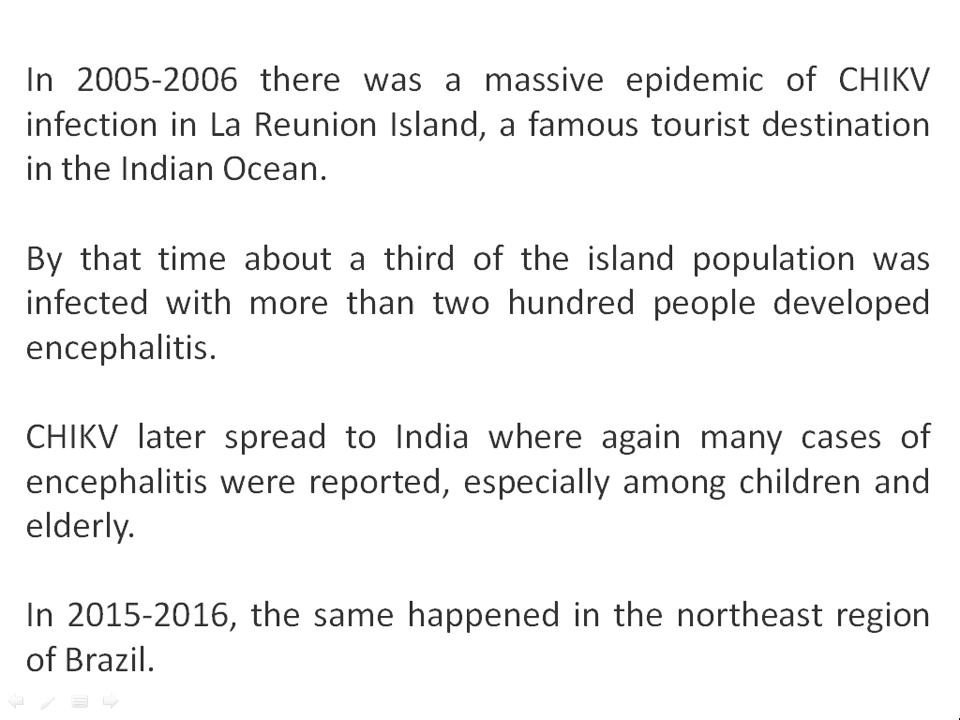 In 2005-2006 there was a massive epidemic of CHIKV
infection in La Reunion Island, a famous tourist destination
in the Indian Ocean.
By that time about a third of the island population was
infected with more than two hundred people developed
encephalitis.
CHIKV later spread to India where again many cases of
encephalitis were reported, especially among children and
elderly.
In 2015-2016, the same happened in the northeast region
of Brazil.